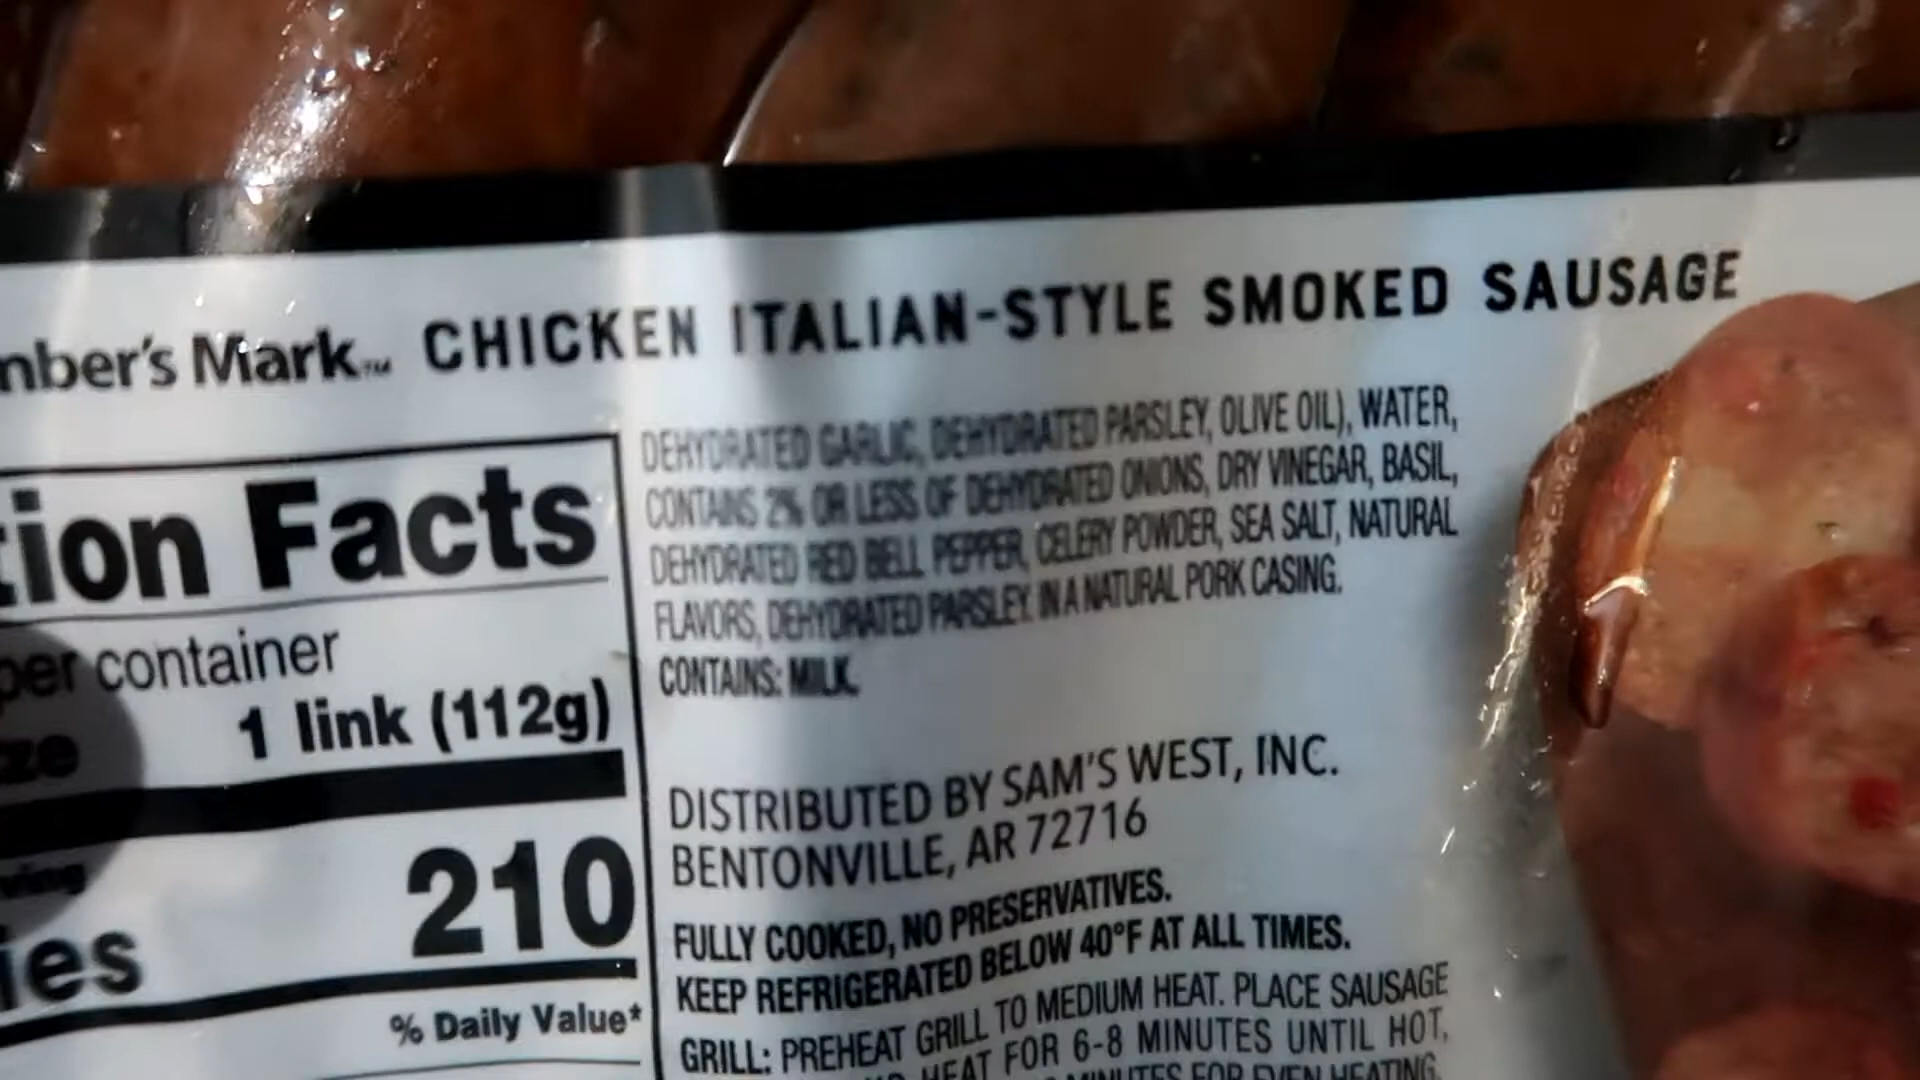 mber's Mark™ CHICKEN ITALIAN-STYLE SMOKED SAUSAGE
tion Facts
per container
ze 1 link (112g)
ving
ies 210
% Daily Value*
DEHYDRATED GARLIC, DEHYDRATED PARSLEY, OLIVE OIL), WATER,
CONTAINS 2% OR LESS OF DEHYDRATED ONIONS, DRY VINEGAR, BASIL,
DEHYDRATED RED BELL PEPPER, CELERY POWDER, SEA SALT, NATURAL
FLAVORS, DEHYDRATED PARSLEY. IN A NATURAL PORK CASING.
CONTAINS: MILK.
DISTRIBUTED BY SAM'S WEST, INC.
BENTONVILLE, AR 72716
FULLY COOKED, NO PRESERVATIVES.
KEEP REFRIGERATED BELOW 40°F AT ALL TIMES.
GRILL: PREHEAT GRILL TO MEDIUM HEAT. PLACE SAUSAGE
HEAT FOR 6-8 MINUTES UNTIL HOT,
MINUTES FOR EVEN HEATING.